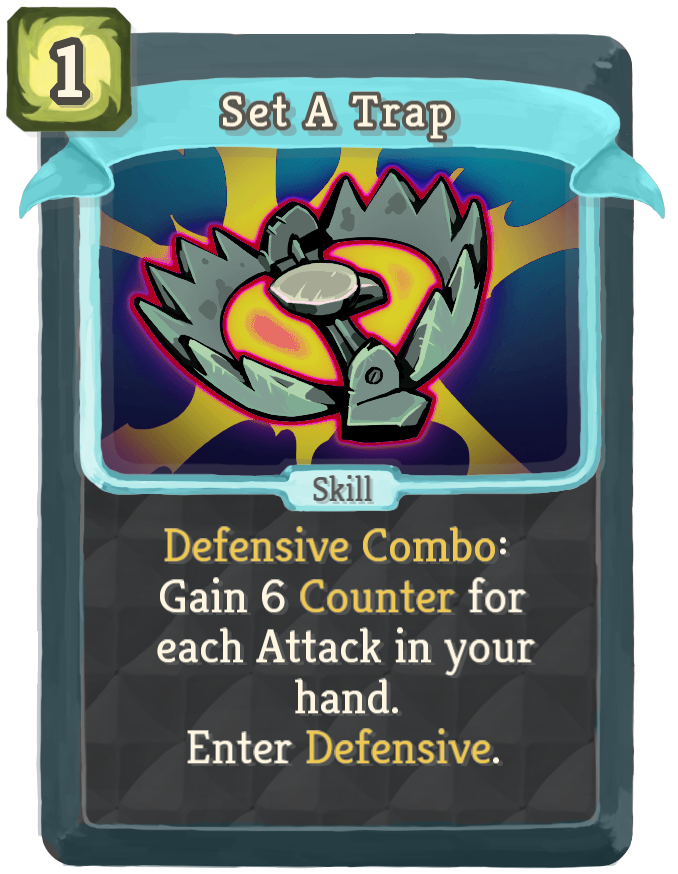 1
Set A Trap
Skill
Defensive Combo:
Gain 6 Counter for
each Attack in your
hand.
Enter Defensive.